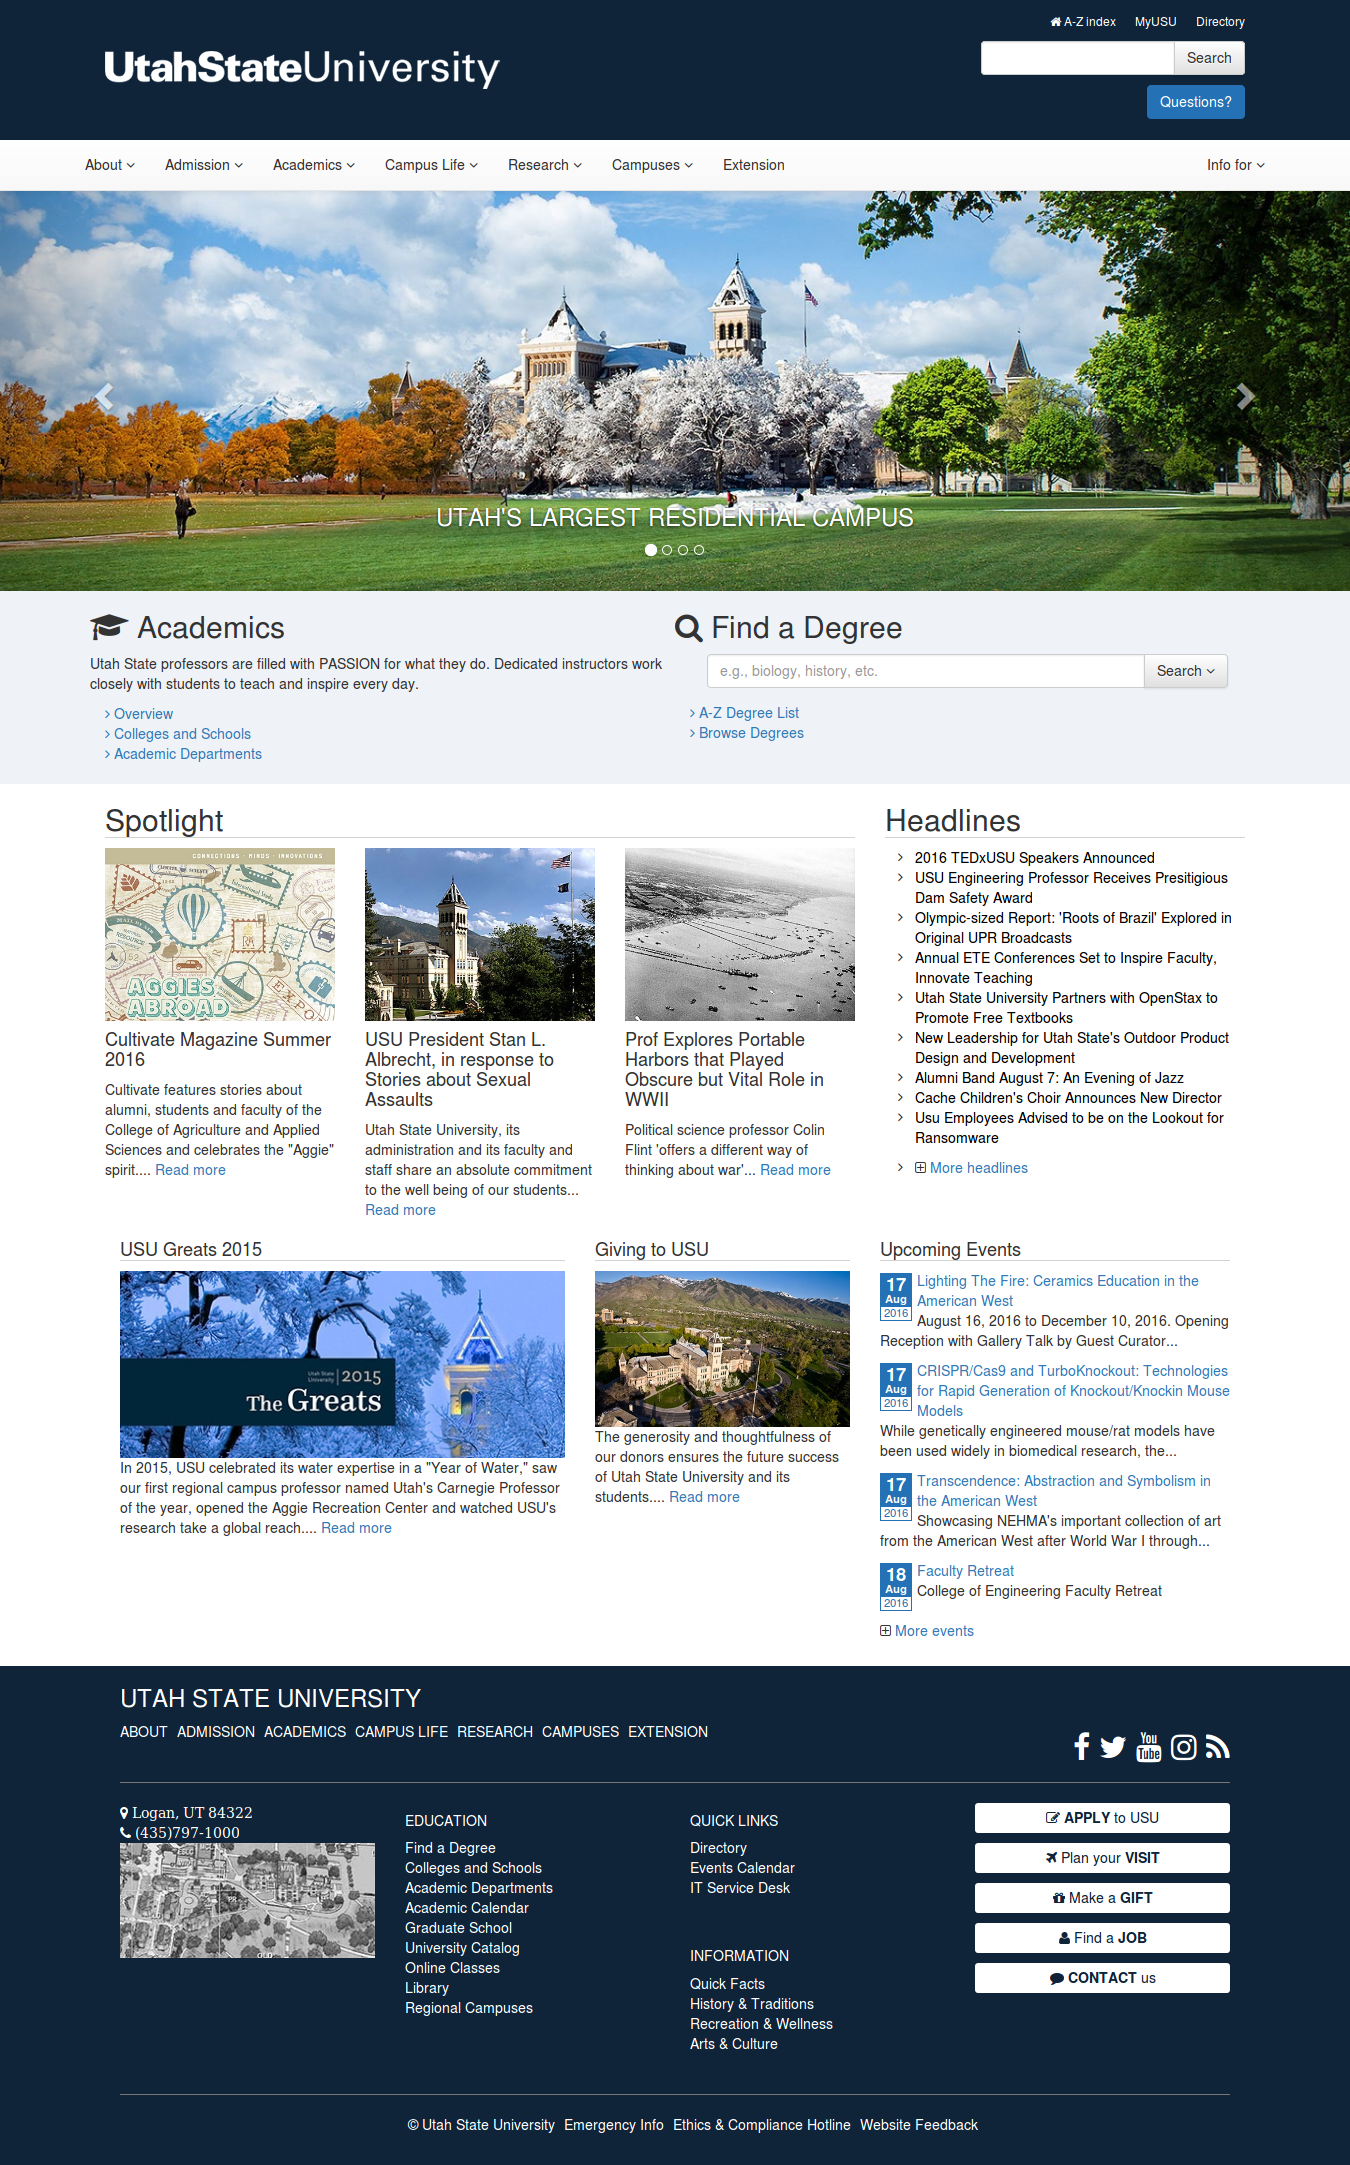 A-Z index MyUSU Directory
UtahStateUniversity
Search
Questions?
About Admission Academics Campus Life Research Campuses Extension Info for
UTAH'S LARGEST RESIDENTIAL CAMPUS
Academics
Utah State professors are filled with PASSION for what they do. Dedicated instructors work
closely with students to teach and inspire every day.
Overview
Colleges and Schools
Academic Departments
Find a Degree
e.g., biology, history, etc. Search
A-Z Degree List
Browse Degrees
Spotlight
CONNECTIONS · MINDS · INNOVATIONS
AGGIES
ABROAD
Cultivate Magazine Summer
2016
Cultivate features stories about
alumni, students and faculty of the
College of Agriculture and Applied
Sciences and celebrates the "Aggie"
spirit.... Read more
USU President Stan L.
Albrecht, in response to
Stories about Sexual
Assaults
Utah State University, its
administration and its faculty and
staff share an absolute commitment
to the well being of our students...
Read more
Prof Explores Portable
Harbors that Played
Obscure but Vital Role in
WWII
Political science professor Colin
Flint 'offers a different way of
thinking about war'... Read more
Headlines
2016 TEDxUSU Speakers Announced
USU Engineering Professor Receives Presitigious
Dam Safety Award
Olympic-sized Report: 'Roots of Brazil' Explored in
Original UPR Broadcasts
Annual ETE Conferences Set to Inspire Faculty,
Innovate Teaching
Utah State University Partners with OpenStax to
Promote Free Textbooks
New Leadership for Utah State's Outdoor Product
Design and Development
Alumni Band August 7: An Evening of Jazz
Cache Children's Choir Announces New Director
Usu Employees Advised to be on the Lookout for
Ransomware
More headlines
USU Greats 2015
Utah State
University
2015
The Greats
In 2015, USU celebrated its water expertise in a "Year of Water," saw
our first regional campus professor named Utah's Carnegie Professor
of the year, opened the Aggie Recreation Center and watched USU's
research take a global reach.... Read more
Giving to USU
The generosity and thoughtfulness of
our donors ensures the future success
of Utah State University and its
students.... Read more
Upcoming Events
17
Aug
2016
Lighting The Fire: Ceramics Education in the
American West
August 16, 2016 to December 10, 2016. Opening
Reception with Gallery Talk by Guest Curator...
17
Aug
2016
CRISPR/Cas9 and TurboKnockout: Technologies
for Rapid Generation of Knockout/Knockin Mouse
Models
While genetically engineered mouse/rat models have
been used widely in biomedical research, the...
17
Aug
2016
Transcendence: Abstraction and Symbolism in
the American West
Showcasing NEHMA's important collection of art
from the American West after World War I through...
18
Aug
2016
Faculty Retreat
College of Engineering Faculty Retreat
More events
UTAH STATE UNIVERSITY
ABOUT ADMISSION ACADEMICS CAMPUS LIFE RESEARCH CAMPUSES EXTENSION
You
Tube
Logan, UT 84322
(435)797-1000
EDUCATION
Find a Degree
Colleges and Schools
Academic Departments
Academic Calendar
Graduate School
University Catalog
Online Classes
Library
Regional Campuses
QUICK LINKS
Directory
Events Calendar
IT Service Desk
INFORMATION
Quick Facts
History & Traditions
Recreation & Wellness
Arts & Culture
APPLY to USU
Plan your VISIT
Make a GIFT
Find a JOB
CONTACT us
© Utah State University Emergency Info Ethics & Compliance Hotline Website Feedback